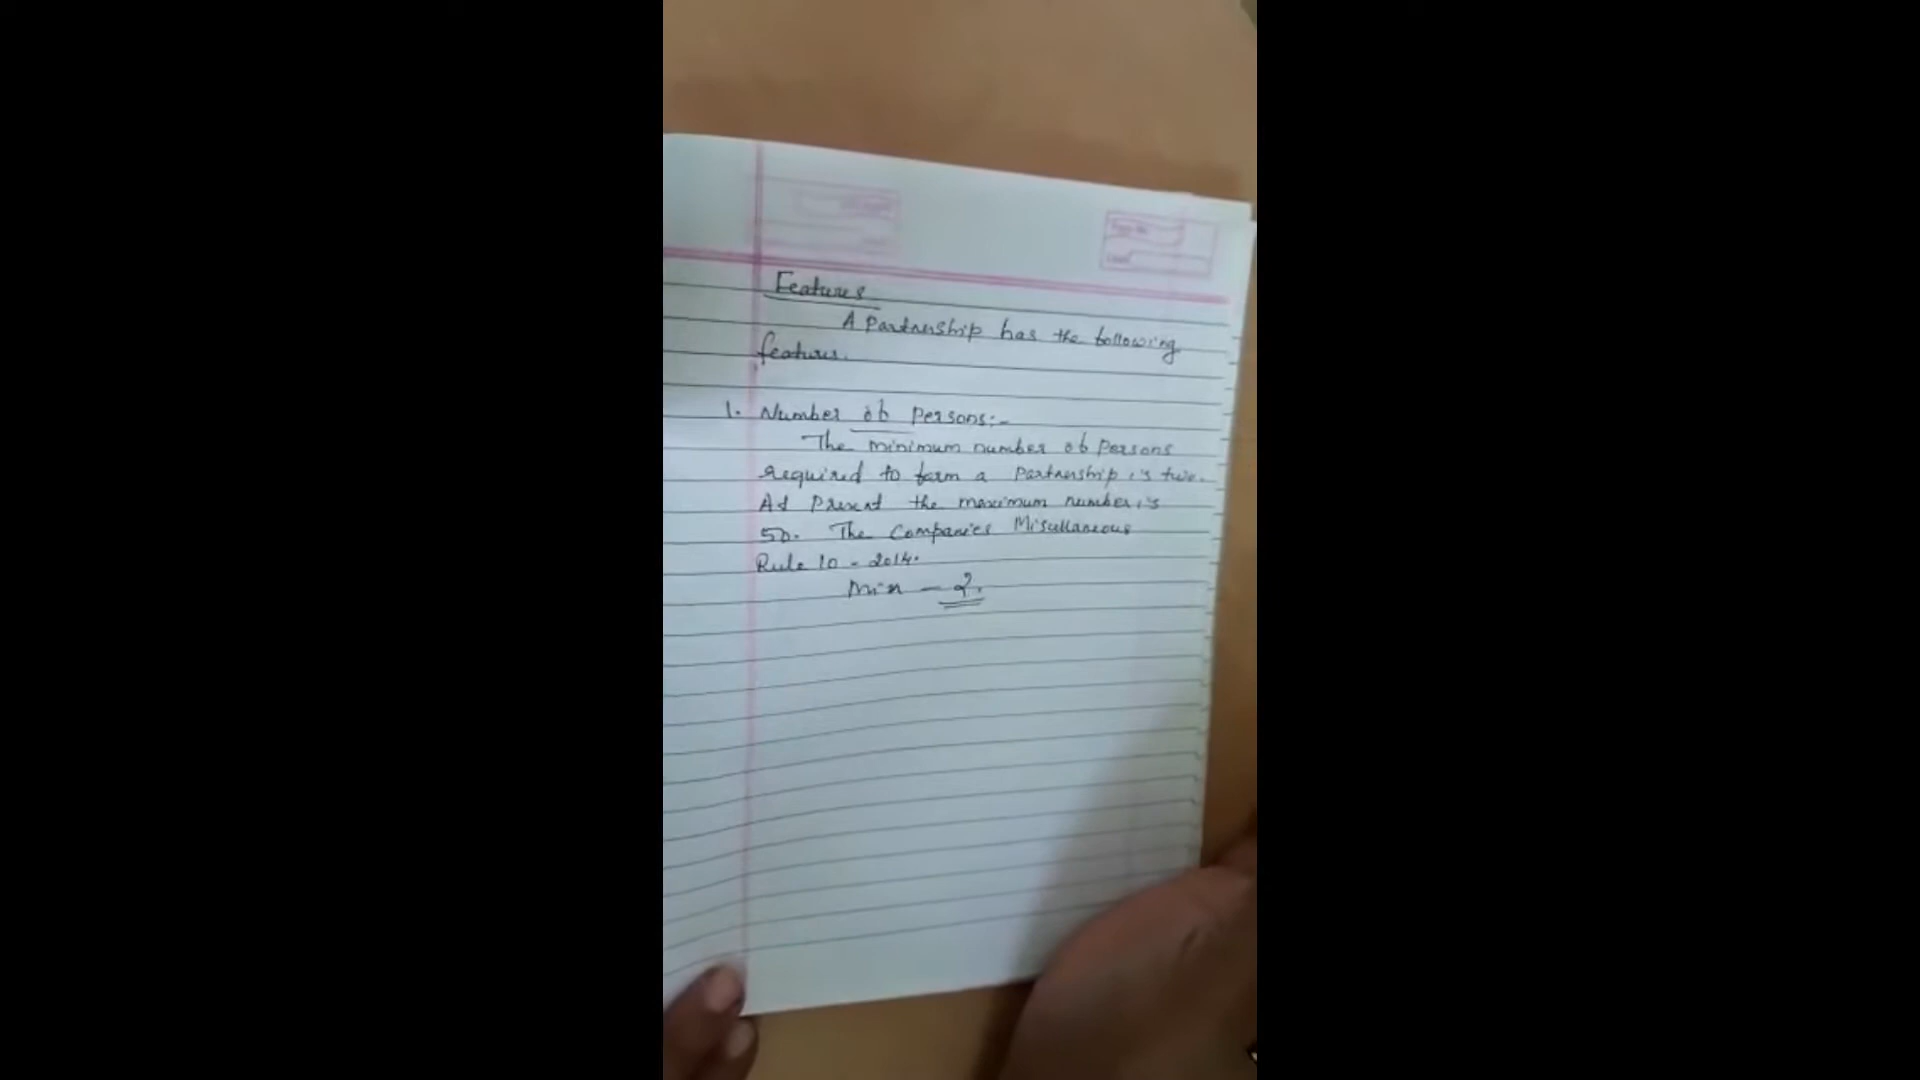 Features
A Partnership has the following
features.
1. Number of Persons:-
The minimum number of Persons
required to form a Partnership is two.
At Present the maximum number is
50. The Companies Miscellaneous
Rule 10 - 2014.
Min - 2.